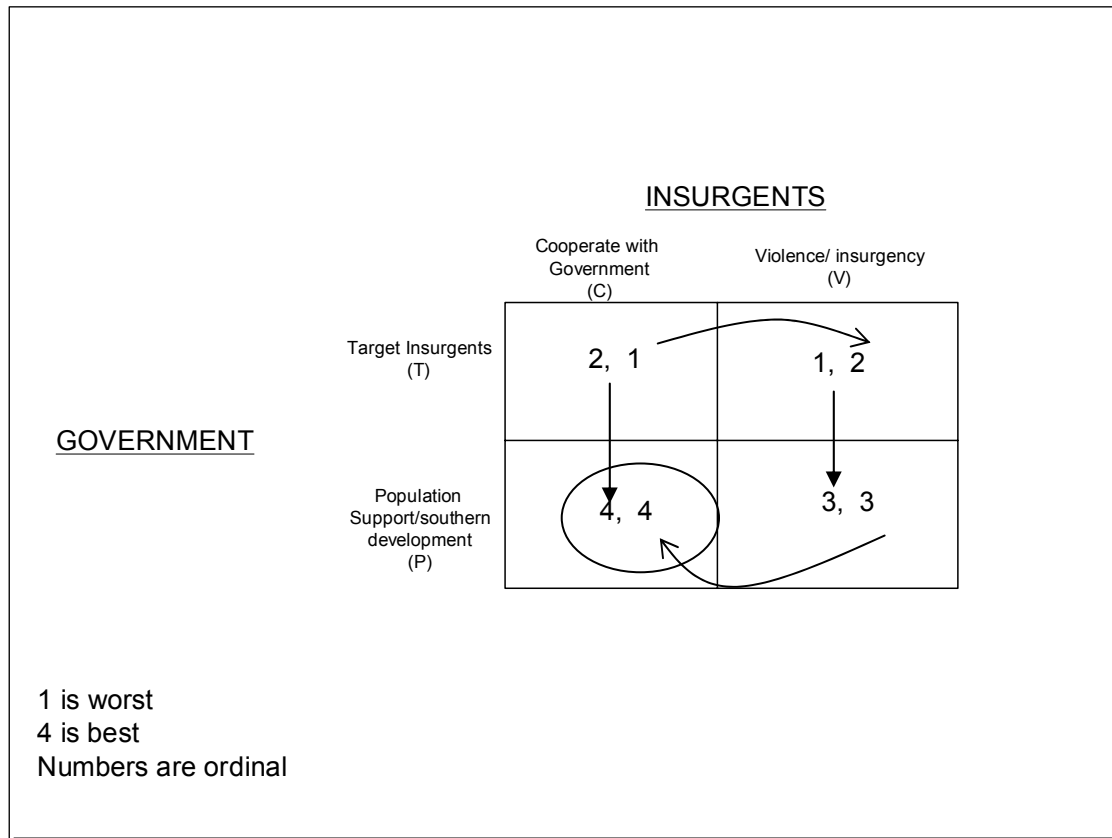 INSURGENTS
Cooperate with
Government
(C)
Violence/ insurgency
(V)
Target Insurgents
(T)
2, 1
1, 2
GOVERNMENT
Population
Support/southern
development
(P)
4, 4
3, 3
1 is worst
4 is best
Numbers are ordinal